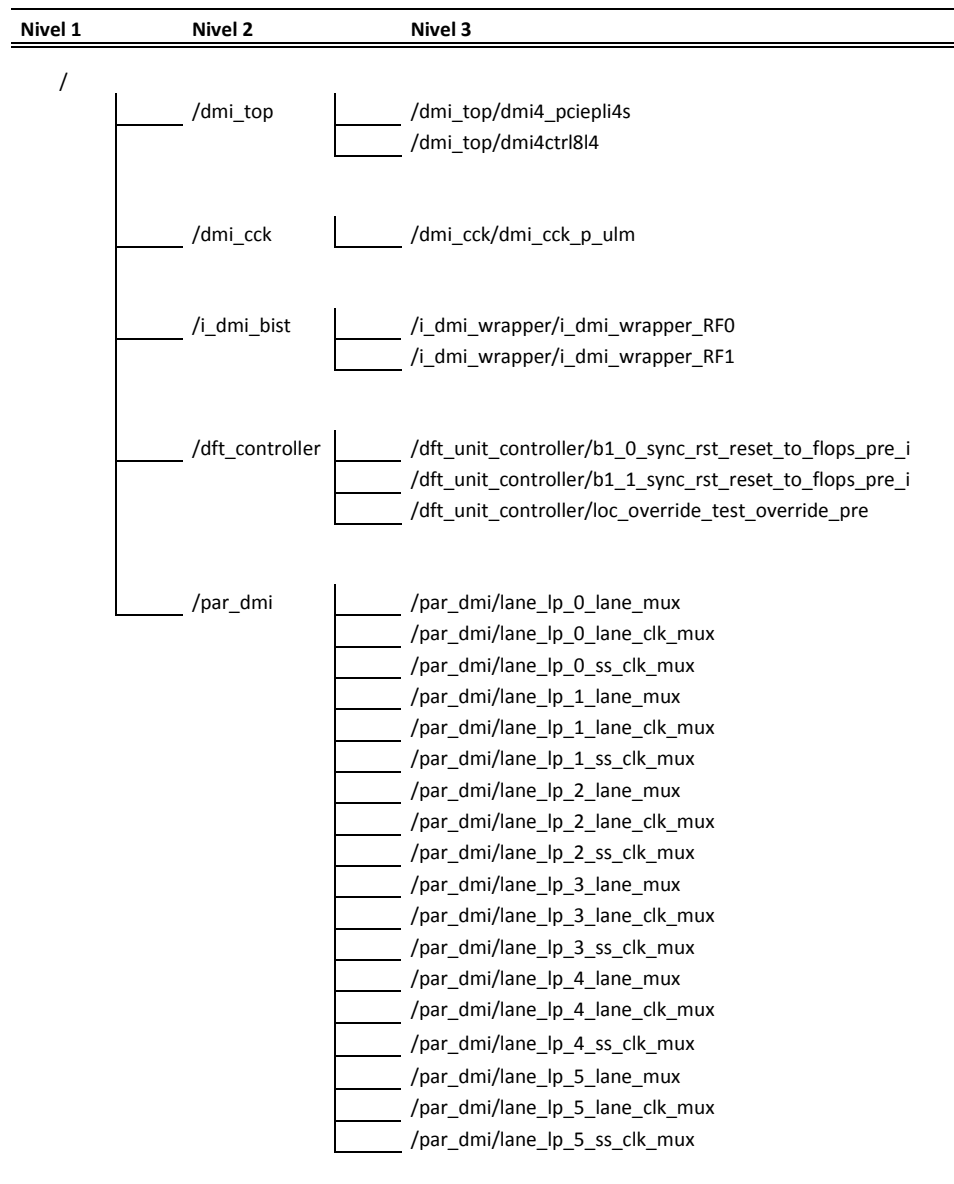 Nivel 1 Nivel 2 Nivel 3
/
/dmi_top /dmi_top/dmi4_pciepli4s
/dmi_top/dmi4ctrl8l4
/dmi_cck /dmi_cck/dmi_cck_p_ulm
/i_dmi_bist /i_dmi_wrapper/i_dmi_wrapper_RF0
/i_dmi_wrapper/i_dmi_wrapper_RF1
/dft_controller /dft_unit_controller/b1_0_sync_rst_reset_to_flops_pre_i
/dft_unit_controller/b1_1_sync_rst_reset_to_flops_pre_i
/dft_unit_controller/loc_override_test_override_pre
/par_dmi /par_dmi/lane_lp_0_lane_mux
/par_dmi/lane_lp_0_lane_clk_mux
/par_dmi/lane_lp_0_ss_clk_mux
/par_dmi/lane_lp_1_lane_mux
/par_dmi/lane_lp_1_lane_clk_mux
/par_dmi/lane_lp_1_ss_clk_mux
/par_dmi/lane_lp_2_lane_mux
/par_dmi/lane_lp_2_lane_clk_mux
/par_dmi/lane_lp_2_ss_clk_mux
/par_dmi/lane_lp_3_lane_mux
/par_dmi/lane_lp_3_lane_clk_mux
/par_dmi/lane_lp_3_ss_clk_mux
/par_dmi/lane_lp_4_lane_mux
/par_dmi/lane_lp_4_lane_clk_mux
/par_dmi/lane_lp_4_ss_clk_mux
/par_dmi/lane_lp_5_lane_mux
/par_dmi/lane_lp_5_lane_clk_mux
/par_dmi/lane_lp_5_ss_clk_mux